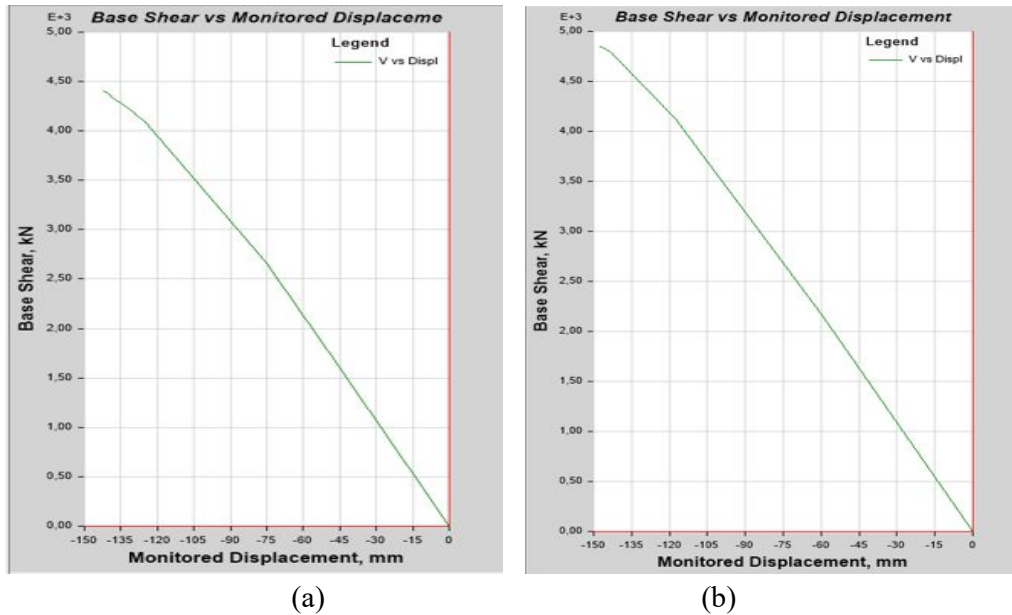 E+3
Base Shear vs Monitored Displaceme
5,00
4,50
4,00
3,50
3,00
2,50
2,00
1,50
1,00
0,50
0,00
Legend
V vs Displ
Base Shear, kN
-150 -135 -120 -105 -90 -75 -60 -45 -30 -15 0
Monitored Displacement, mm
(a)
E+3
Base Shear vs Monitored Displacement
5,00
4,50
4,00
3,50
3,00
2,50
2,00
1,50
1,00
0,50
0,00
Legend
V vs Displ
Base Shear, kN
-150 -135 -120 -105 -90 -75 -60 -45 -30 -15 0
Monitored Displacement, mm
(b)